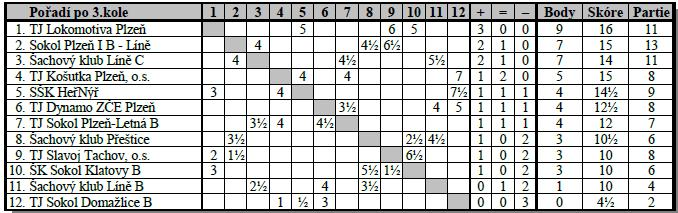 Pořadí po 3.kole 1 2 3 4 5 6 7 8 9 10 11 12 + = – Body Skóre Partie
1. TJ Lokomotiva Plzeň 5 6 5 3 0 0 9 16 11
2. Sokol Plzeň I B - Líně 4 4½ 6½ 2 1 0 7 15 13
3. Šachový klub Líně C 4 4½ 5½ 2 1 0 7 14 11
4. TJ Košutka Plzeň, o.s. 4 4 7 1 2 0 5 15 8
5. SŠK HeřNýř 3 4 7½ 1 1 1 4 14½ 9
6. TJ Dynamo ZČE Plzeň 3½ 4 5 1 1 1 4 12½ 8
7. TJ Sokol Plzeň-Letná B 3½ 4 4½ 1 1 1 4 12 7
8. Šachový klub Přeštice 3½ 2½ 4½ 1 0 2 3 10½ 6
9. TJ Slavoj Tachov, o.s. 2 1½ 6½ 1 0 2 3 10 8
10. ŠK Sokol Klatovy B 3 5½ 1½ 1 0 2 3 10 6
11. Šachový klub Líně B 2½ 4 3½ 0 1 2 1 10 4
12. TJ Sokol Domažlice B 1 ½ 3 0 0 3 0 4½ 2